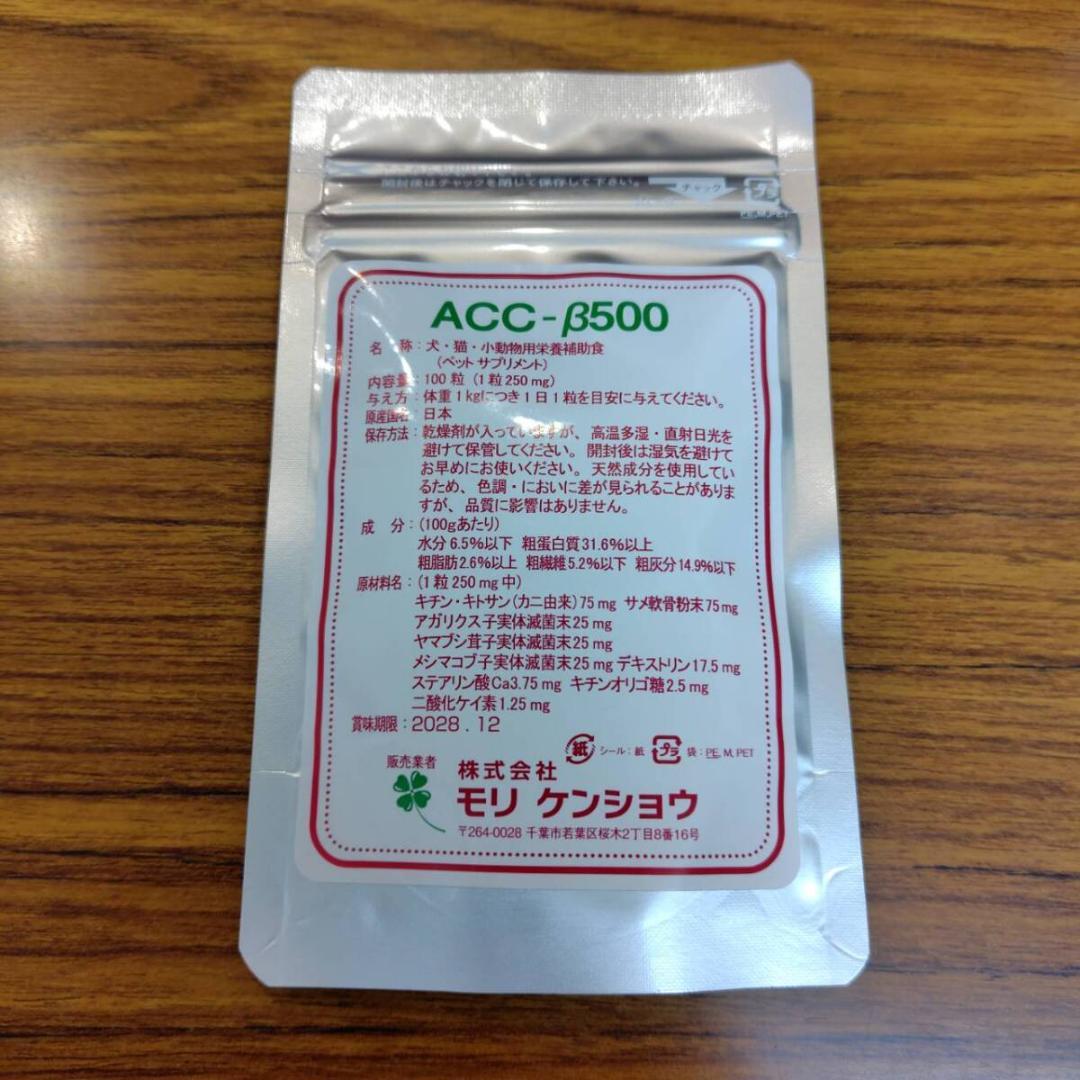 開封後はチャックを閉じて保存して下さい。
チャック
プラ
PE,M,PET
ACC-β500
名 称：犬・猫・小動物用栄養補助食
（ペット サプリメント）
内容量：100 粒（1粒250 mg）
与え方：体重1kgにつき1日1粒を目安に与えてください。
原産国名：日本
保存方法：乾燥剤が入っていますが、高温多湿・直射日光を
避けて保管してください。開封後は湿気を避けて
お早めにお使いください。天然成分を使用してい
るため、色調・においに差が見られることがありま
すが、品質に影響はありません。
成 分：(100gあたり)
水分 6.5%以下 粗蛋白質31.6%以上
粗脂肪2.6%以上 粗繊維5.2%以下 粗灰分14.9%以下
原材料名：(1 粒 250 mg 中)
キチン・キトサン(カニ由来)75 mg サメ軟骨粉末75mg
アガリクス子実体滅菌末25 mg
ヤマブシ茸子実体滅菌末25 mg
メシマコブ子実体滅菌末25 mg デキストリン17.5 mg
ステアリン酸Ca3.75 mg キチンオリゴ糖2.5 mg
二酸化ケイ素1.25 mg
賞味期限：2028 . 12
紙 シール：紙 プラ 袋：PE, M, PET
販売業者
株式会社
モリ ケンショウ
〒264-0028 千葉市若葉区桜木2丁目8番16号